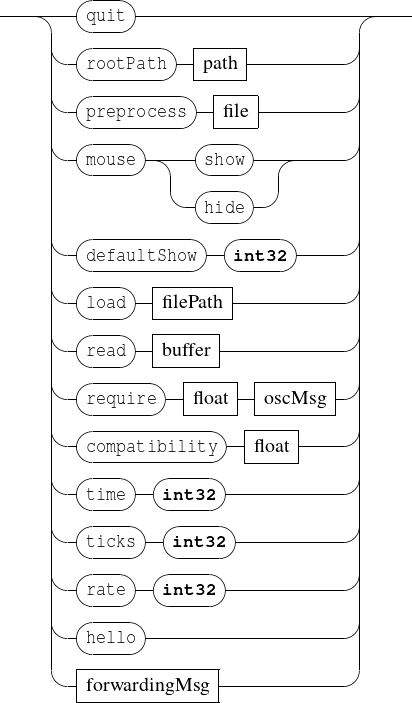 quit
rootPath path
preprocess file
mouse show
hide
defaultShow int32
load filePath
read buffer
require float oscMsg
compatibility float
time int32
ticks int32
rate int32
hello
forwardingMsg